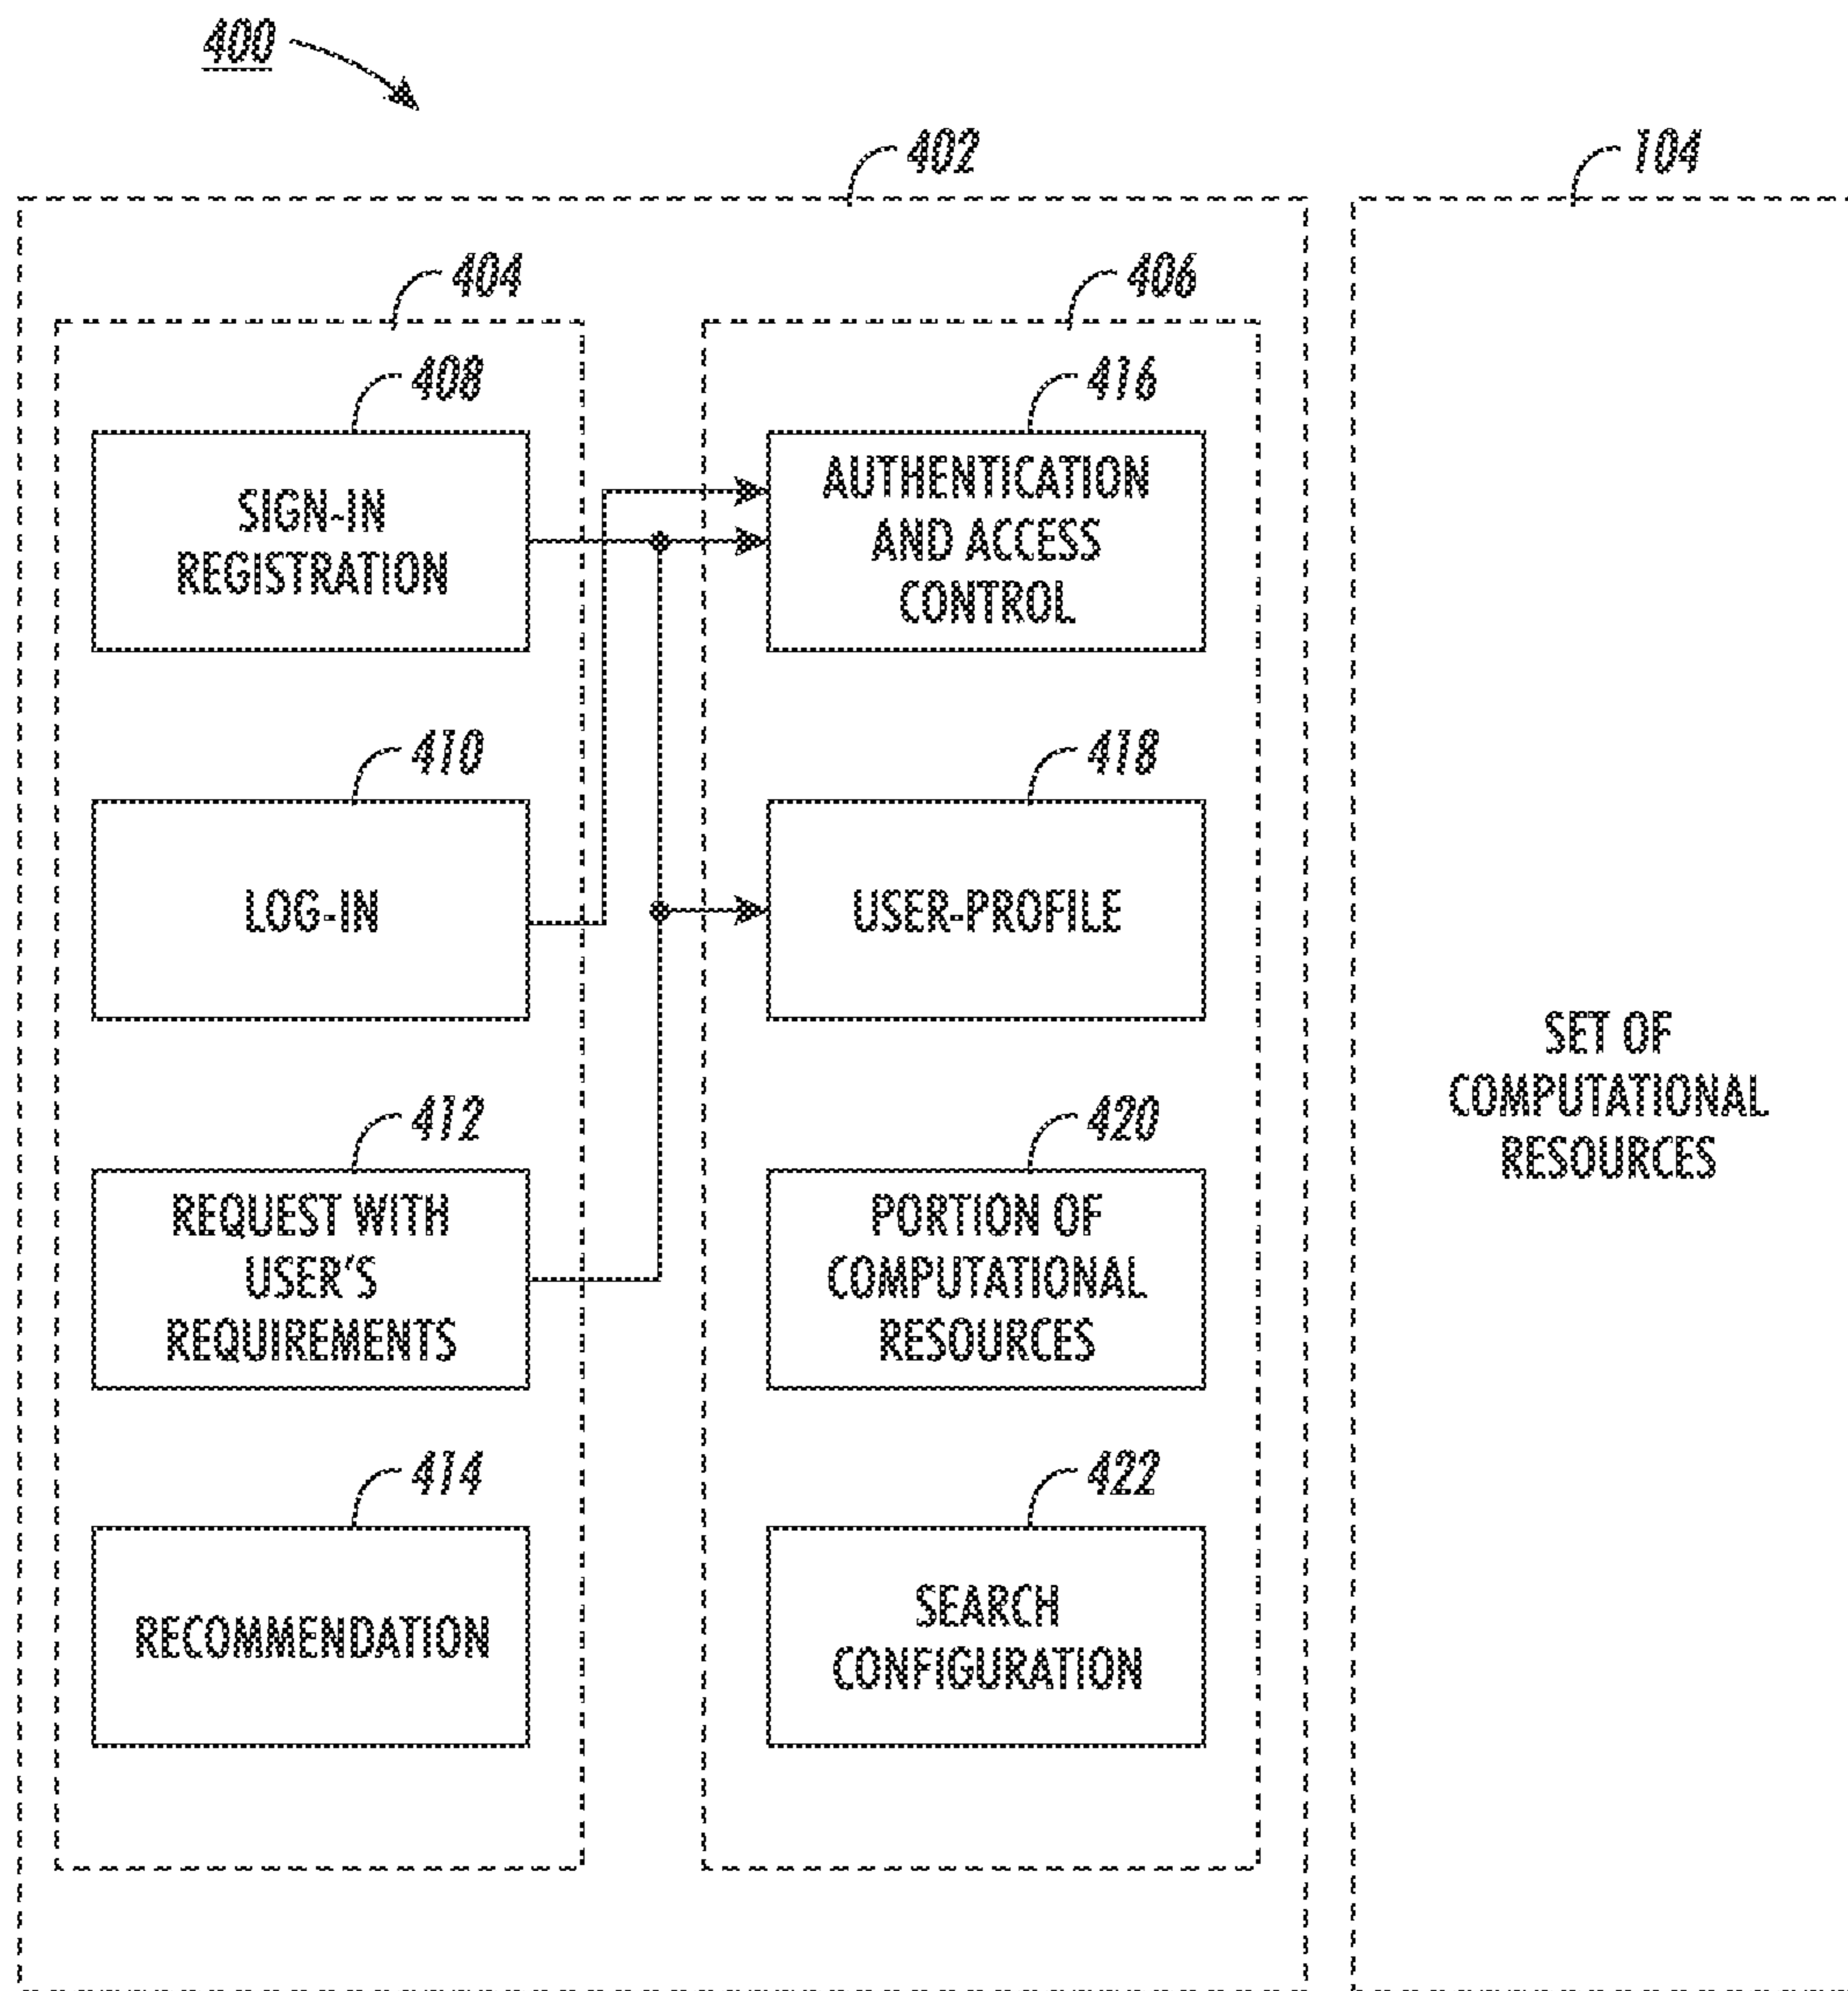 400
402
104
404
406
408
416
SIGN-IN
REGISTRATION
AUTHENTICATION
AND ACCESS
CONTROL
410
418
LOG-IN
USER-PROFILE
SET OF
COMPUTATIONAL
RESOURCES
412
420
REQUEST WITH
USER'S
REQUIREMENTS
PORTION OF
COMPUTATIONAL
RESOURCES
414
422
RECOMMENDATION
SEARCH
CONFIGURATION